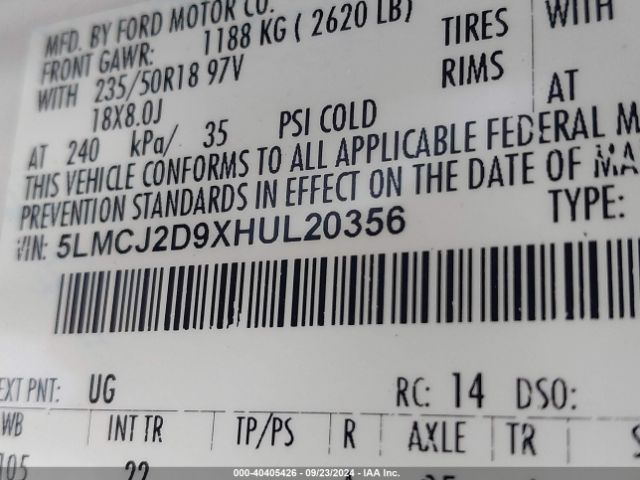 MFD. BY FORD MOTOR CO.
FRONT GAWR: 1188 KG ( 2620 LB)
WITH 235/50R18 97V TIRES WITH
18X8.0J RIMS
AT 240 kPa/ 35 PSI COLD AT
THIS VEHICLE CONFORMS TO ALL APPLICABLE FEDERAL M
PREVENTION STANDARDS IN EFFECT ON THE DATE OF MA
VIN: 5LMCJ2D9XHUL20356 TYPE:
EXT PNT: UG RC: 14 DSO:
WB INT TR TP/PS R AXLE TR S
105 22
000-40405426 - 09/23/2024 - IAA Inc.